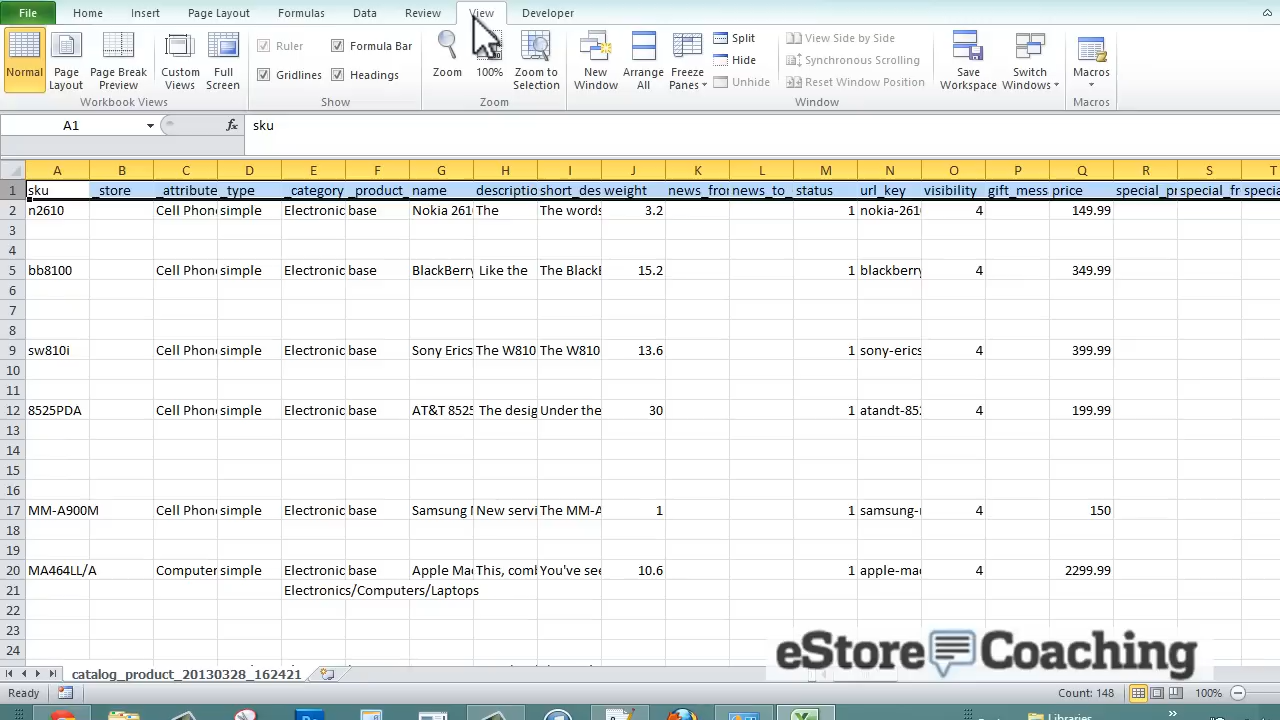 File Home Insert Page Layout Formulas Data Review View Developer
Normal Page Layout Page Break Preview Custom Views Full Screen
Ruler Formula Bar
Gridlines Headings
Zoom 100% Zoom to Selection
New Window Arrange All Freeze Panes
Split
Hide
Unhide
View Side by Side
Synchronous Scrolling
Reset Window Position
Save Workspace Switch Windows Macros
Workbook Views Show Zoom Window Macros
A1 fx sku
A B C D E F G H I J K L M N O P Q R S T
1 sku _store _attribute _type _category _product_ name descriptio short_des weight news_fror news_to_ status url_key visibility gift_mess price special_pr special_fr specia
2 n2610 Cell Phon simple Electronic base Nokia 261 The The words 3.2 1 nokia-261 4 149.99
3
4
5 bb8100 Cell Phon simple Electronic base BlackBerry Like the The BlackB 15.2 1 blackberry 4 349.99
6
7
8
9 sw810i Cell Phon simple Electronic base Sony Erics The W810 The W810 13.6 1 sony-erics 4 399.99
10
11
12 8525PDA Cell Phon simple Electronic base AT&T 8525 The desig Under the 30 1 atandt-852 4 199.99
13
14
15
16
17 MM-A900M Cell Phon simple Electronic base Samsung New servi The MM-A 1 1 samsung- 4 150
18
19
20 MA464LL/A Computer simple Electronic base Apple Mac This, comb You've see 10.6 1 apple-mac 4 2299.99
21 Electronics/Computers/Laptops
22
23
24
eStore Coaching
catalog_product_20130328_162421
Ready Count: 148 100%
Libraries